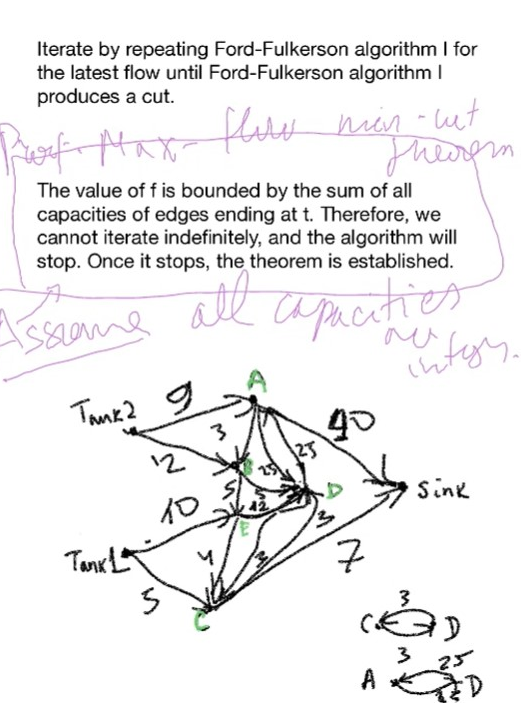 Iterate by repeating Ford-Fulkerson algorithm I for
the latest flow until Ford-Fulkerson algorithm I
produces a cut.
Proof. Max-flow min-cut
theorem
The value of f is bounded by the sum of all
capacities of edges ending at t. Therefore, we
cannot iterate indefinitely, and the algorithm will
stop. Once it stops, the theorem is established.
Assume all capacities
are
A
Tank2 9 40
3 25
12 B 25
5 5 D Sink
10 12
E 3
Tank1 4 3 7
5
C
3
C D
3 25
A D